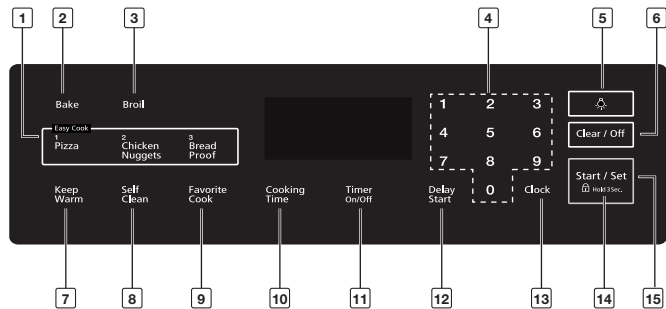 1 2 3 4 5 6
Bake Broil
Easy Cook
1 2 3
Pizza Chicken Nuggets Bread Proof
1 2 3
4 5 6
7 8 9
0
Clear / Off
Start / Set
Hold 3 Sec.
Keep Warm
Self Clean
Favorite Cook
Cooking Time
Timer On/Off
Delay Start
Clock
7 8 9 10 11 12 13 14 15